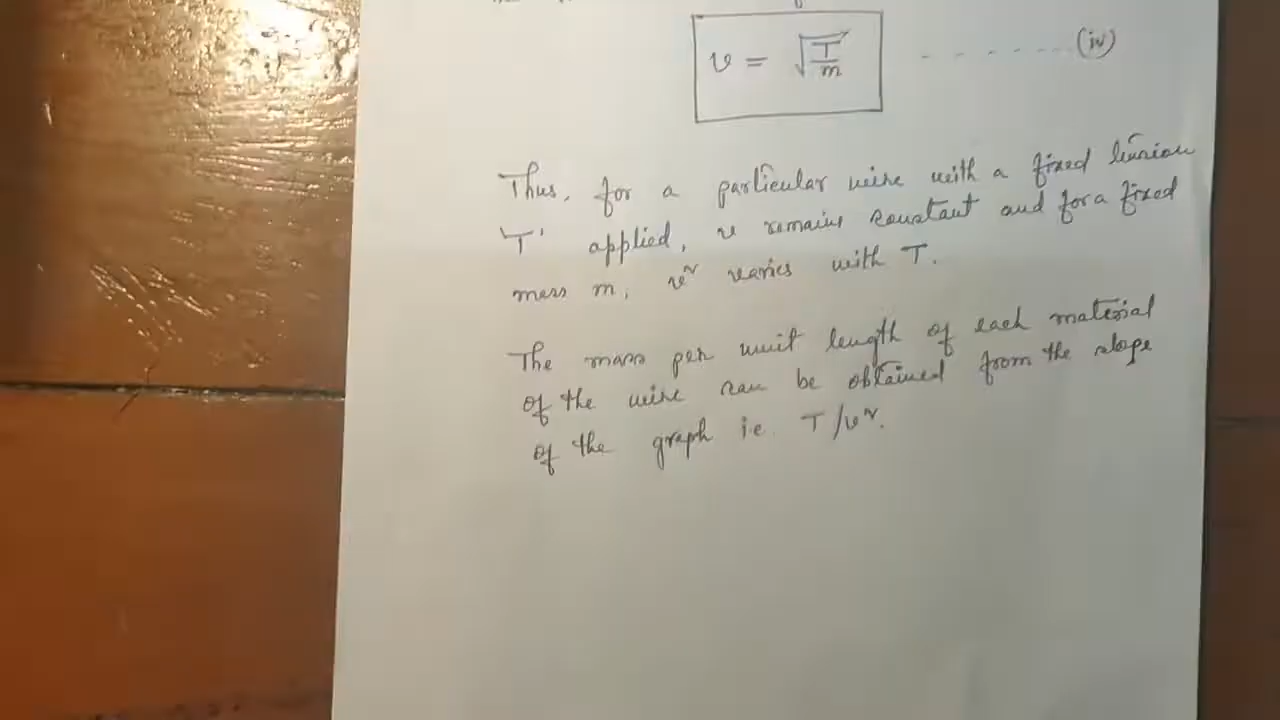 v = √T/m ........ (iv)
Thus, for a particular wire with a fixed tension
'T' applied, v remains constant and for a fixed
mass m, v² varies with T.
The mass per unit length of each material
of the wire can be obtained from the slope
of the graph i.e. T/v².